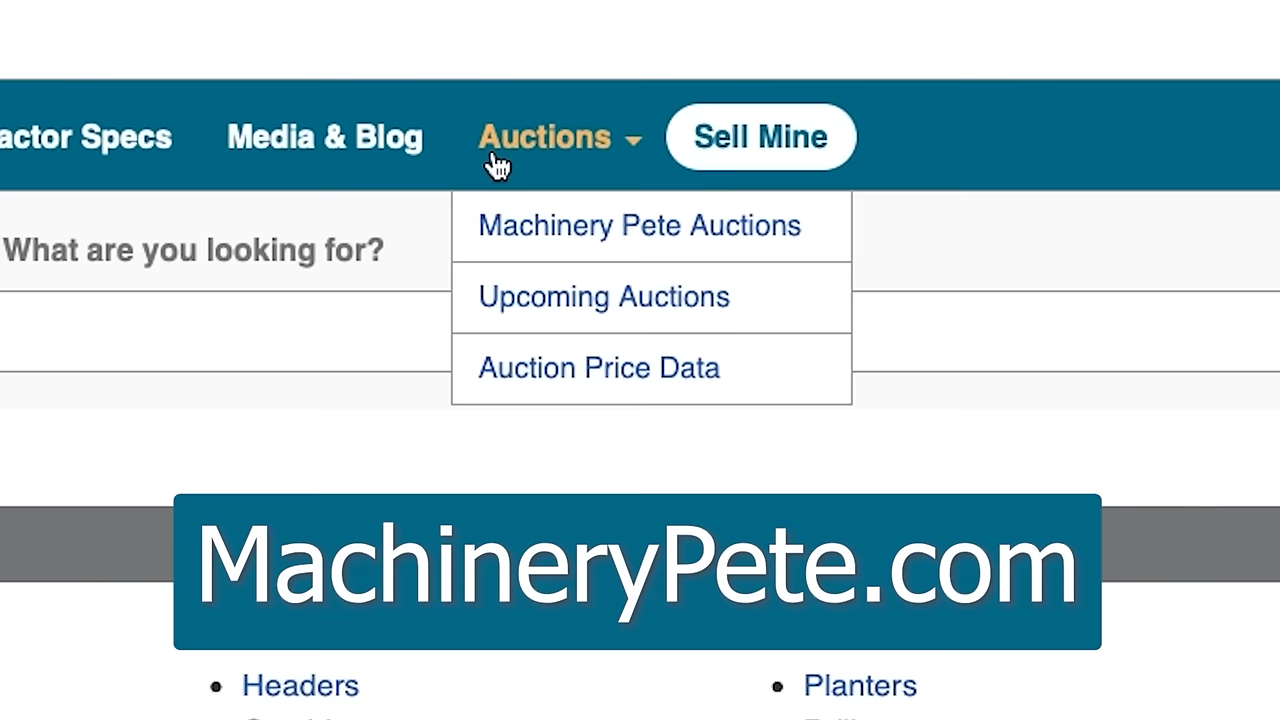 actor Specs Media & Blog Auctions Sell Mine
Machinery Pete Auctions
What are you looking for?
Upcoming Auctions
Auction Price Data
MachineryPete.com
• Headers • Planters